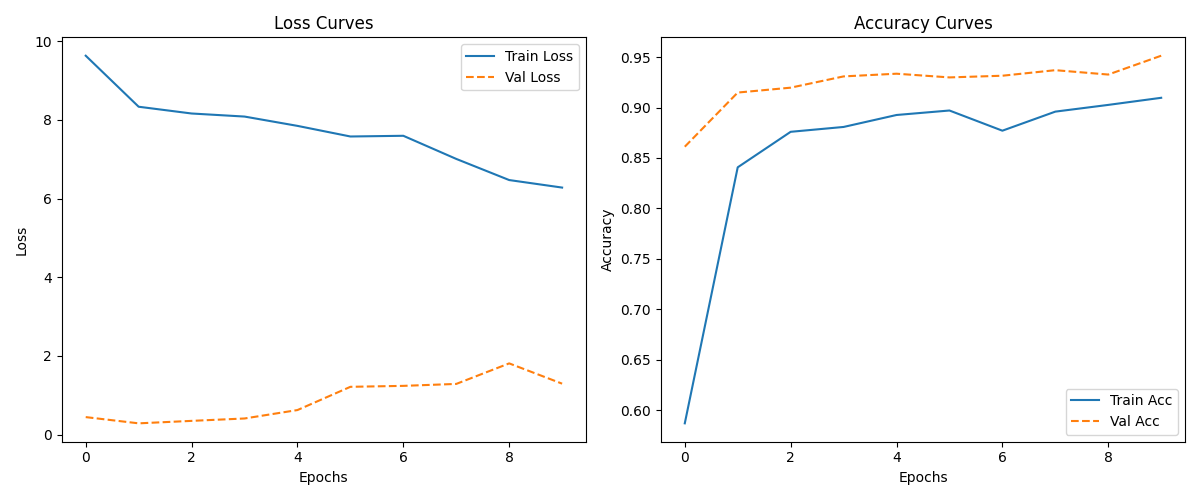 Loss Curves
10
8
6
4
2
0
Loss
Train Loss
Val Loss
0 2 4 6 8
Epochs
Accuracy Curves
0.95
0.90
0.85
0.80
0.75
0.70
0.65
0.60
Accuracy
Train Acc
Val Acc
0 2 4 6 8
Epochs